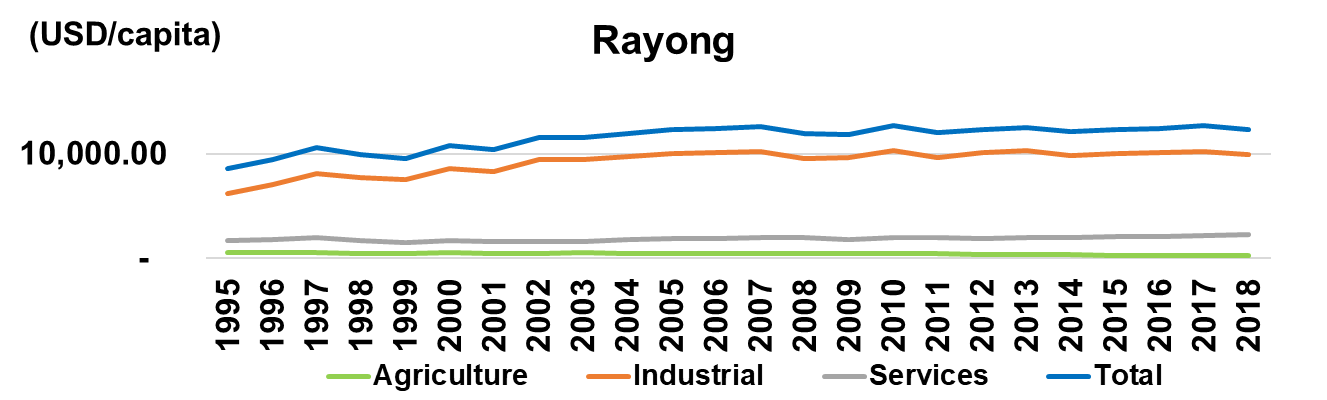 (USD/capita)
Rayong
10,000.00
-
1995 1996 1997 1998 1999 2000 2001 2002 2003 2004 2005 2006 2007 2008 2009 2010 2011 2012 2013 2014 2015 2016 2017 2018
Agriculture Industrial Services Total